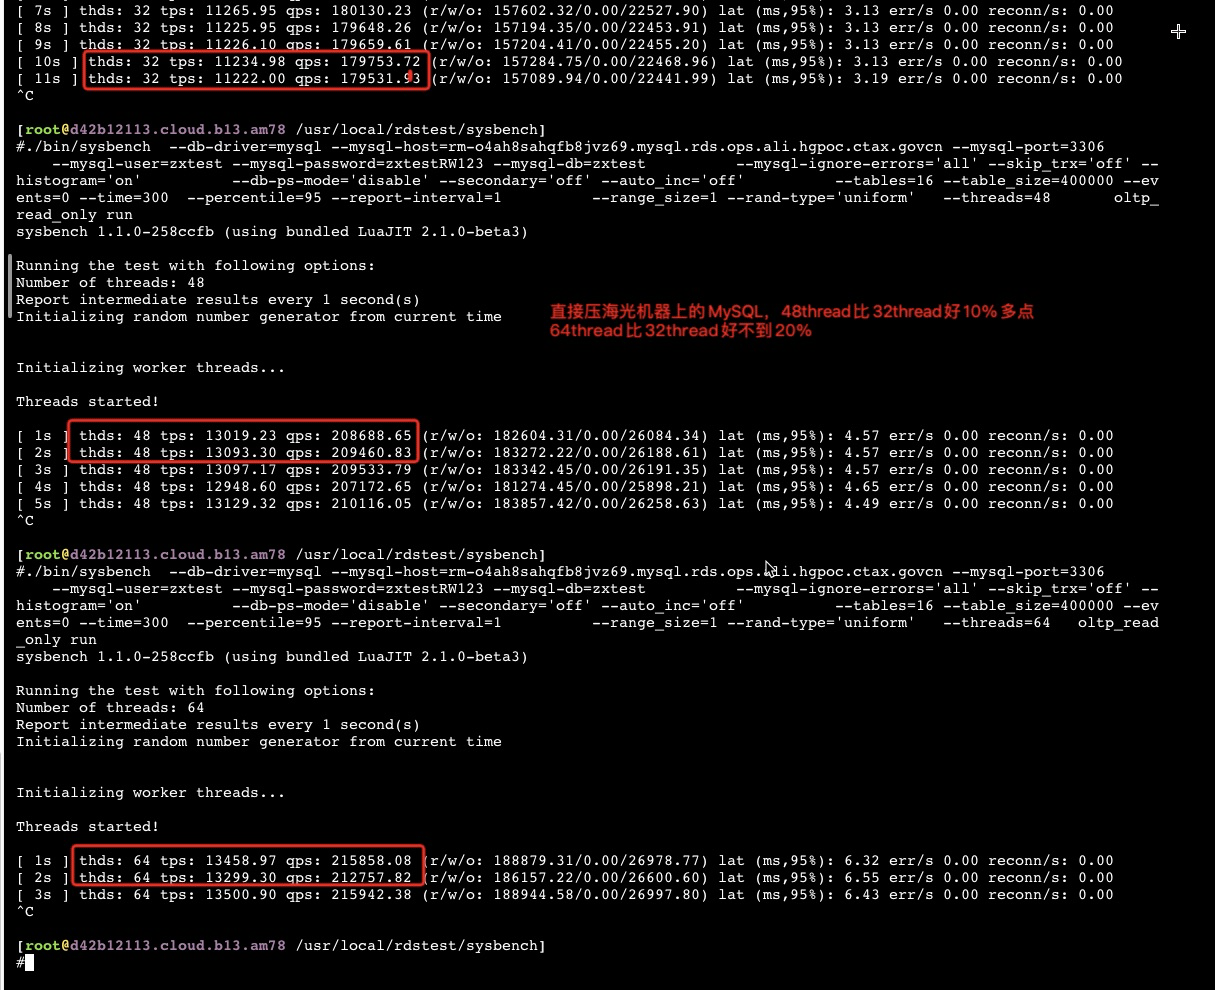 [ 7s ] thds: 32 tps: 11265.95 qps: 180130.23 (r/w/o: 157602.32/0.00/22527.90) lat (ms,95%): 3.13 err/s 0.00 reconn/s: 0.00
[ 8s ] thds: 32 tps: 11225.95 qps: 179648.26 (r/w/o: 157194.35/0.00/22453.91) lat (ms,95%): 3.13 err/s 0.00 reconn/s: 0.00
[ 9s ] thds: 32 tps: 11226.10 qps: 179659.61 (r/w/o: 157204.41/0.00/22455.20) lat (ms,95%): 3.13 err/s 0.00 reconn/s: 0.00
[ 10s ] thds: 32 tps: 11234.98 qps: 179753.72 (r/w/o: 157284.75/0.00/22468.96) lat (ms,95%): 3.13 err/s 0.00 reconn/s: 0.00
[ 11s ] thds: 32 tps: 11222.00 qps: 179531.93 (r/w/o: 157089.94/0.00/22441.99) lat (ms,95%): 3.19 err/s 0.00 reconn/s: 0.00
^C
[root@d42b12113.cloud.b13.am78 /usr/local/rdstest/sysbench]
#./bin/sysbench --db-driver=mysql --mysql-host=rm-o4ah8sahqfb8jvz69.mysql.rds.ops.ali.hgpoc.ctax.govcn --mysql-port=3306
--mysql-user=zxtest --mysql-password=zxtestRW123 --mysql-db=zxtest --mysql-ignore-errors='all' --skip_trx='off' --
histogram='on' --db-ps-mode='disable' --secondary='off' --auto_inc='off' --tables=16 --table_size=400000 --ev
ents=0 --time=300 --percentile=95 --report-interval=1 --range_size=1 --rand-type='uniform' --threads=48 oltp_
read_only run
sysbench 1.1.0-258ccfb (using bundled LuaJIT 2.1.0-beta3)
Running the test with following options:
Number of threads: 48
Report intermediate results every 1 second(s)
Initializing random number generator from current time
直接压海光机器上的MySQL，48thread比32thread好10%多点
64thread比32thread好不到20%
Initializing worker threads...
Threads started!
[ 1s ] thds: 48 tps: 13019.23 qps: 208688.65 (r/w/o: 182604.31/0.00/26084.34) lat (ms,95%): 4.57 err/s 0.00 reconn/s: 0.00
[ 2s ] thds: 48 tps: 13093.30 qps: 209460.83 (r/w/o: 183272.22/0.00/26188.61) lat (ms,95%): 4.57 err/s 0.00 reconn/s: 0.00
[ 3s ] thds: 48 tps: 13097.17 qps: 209533.79 (r/w/o: 183342.45/0.00/26191.35) lat (ms,95%): 4.57 err/s 0.00 reconn/s: 0.00
[ 4s ] thds: 48 tps: 12948.60 qps: 207172.65 (r/w/o: 181274.45/0.00/25898.21) lat (ms,95%): 4.65 err/s 0.00 reconn/s: 0.00
[ 5s ] thds: 48 tps: 13129.32 qps: 210116.05 (r/w/o: 183857.42/0.00/26258.63) lat (ms,95%): 4.49 err/s 0.00 reconn/s: 0.00
^C
[root@d42b12113.cloud.b13.am78 /usr/local/rdstest/sysbench]
#./bin/sysbench --db-driver=mysql --mysql-host=rm-o4ah8sahqfb8jvz69.mysql.rds.ops.ali.hgpoc.ctax.govcn --mysql-port=3306
--mysql-user=zxtest --mysql-password=zxtestRW123 --mysql-db=zxtest --mysql-ignore-errors='all' --skip_trx='off' --
histogram='on' --db-ps-mode='disable' --secondary='off' --auto_inc='off' --tables=16 --table_size=400000 --ev
ents=0 --time=300 --percentile=95 --report-interval=1 --range_size=1 --rand-type='uniform' --threads=64 oltp_read
_only run
sysbench 1.1.0-258ccfb (using bundled LuaJIT 2.1.0-beta3)
Running the test with following options:
Number of threads: 64
Report intermediate results every 1 second(s)
Initializing random number generator from current time
Initializing worker threads...
Threads started!
[ 1s ] thds: 64 tps: 13458.97 qps: 215858.08 (r/w/o: 188879.31/0.00/26978.77) lat (ms,95%): 6.32 err/s 0.00 reconn/s: 0.00
[ 2s ] thds: 64 tps: 13299.30 qps: 212757.82 (r/w/o: 186157.22/0.00/26600.60) lat (ms,95%): 6.55 err/s 0.00 reconn/s: 0.00
[ 3s ] thds: 64 tps: 13500.90 qps: 215942.38 (r/w/o: 188944.58/0.00/26997.80) lat (ms,95%): 6.43 err/s 0.00 reconn/s: 0.00
^C
[root@d42b12113.cloud.b13.am78 /usr/local/rdstest/sysbench]
#